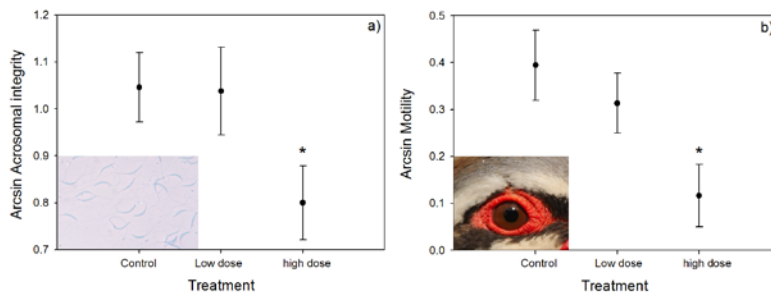 a)
Arcsin Acrosomal integrity
1.2
1.1
1.0
0.9
0.8
0.7
*
Control
Low dose
high dose
Treatment
b)
Arcsin Motility
0.5
0.4
0.3
0.2
0.1
0.0
*
Control
Low dose
high dose
Treatment